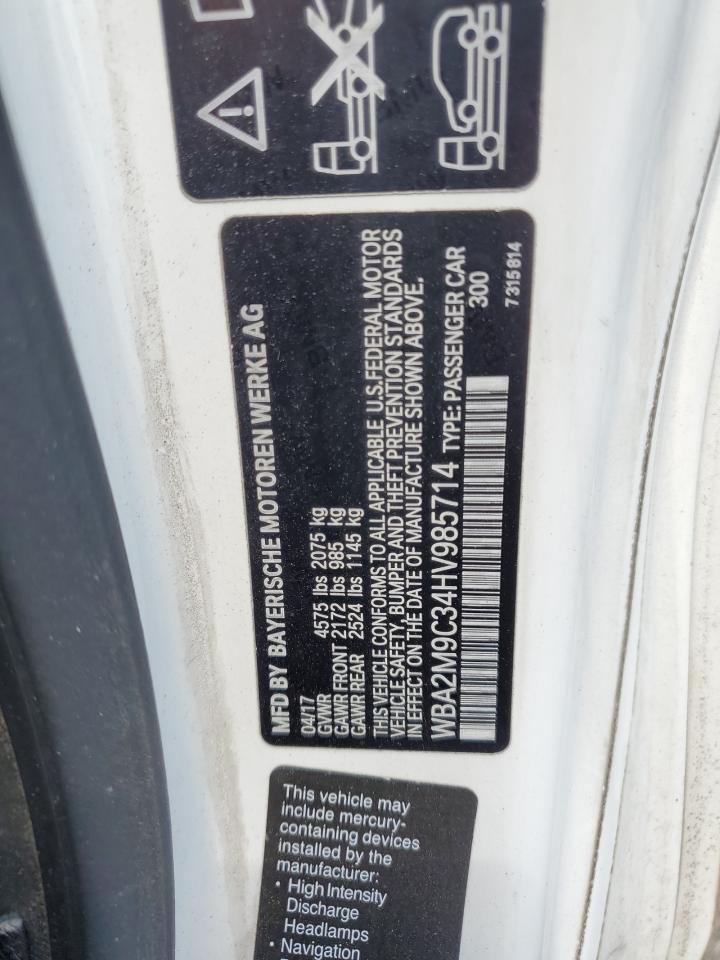 MFD BY BAYERISCHE MOTOREN WERKE AG
04/17
GVWR 4575 lbs 2075 kg
GAWR FRONT 2172 lbs 985 kg
GAWR REAR 2524 lbs 1145 kg
THIS VEHICLE CONFORMS TO ALL APPLICABLE U.S. FEDERAL MOTOR
VEHICLE SAFETY, BUMPER AND THEFT PREVENTION STANDARDS
IN EFFECT ON THE DATE OF MANUFACTURE SHOWN ABOVE.
WBA2M9C34HV985714 TYPE: PASSENGER CAR
300
7315814
This vehicle may
include mercury-
containing devices
installed by the
manufacturer:
• High Intensity
Discharge
Headlamps
• Navigation